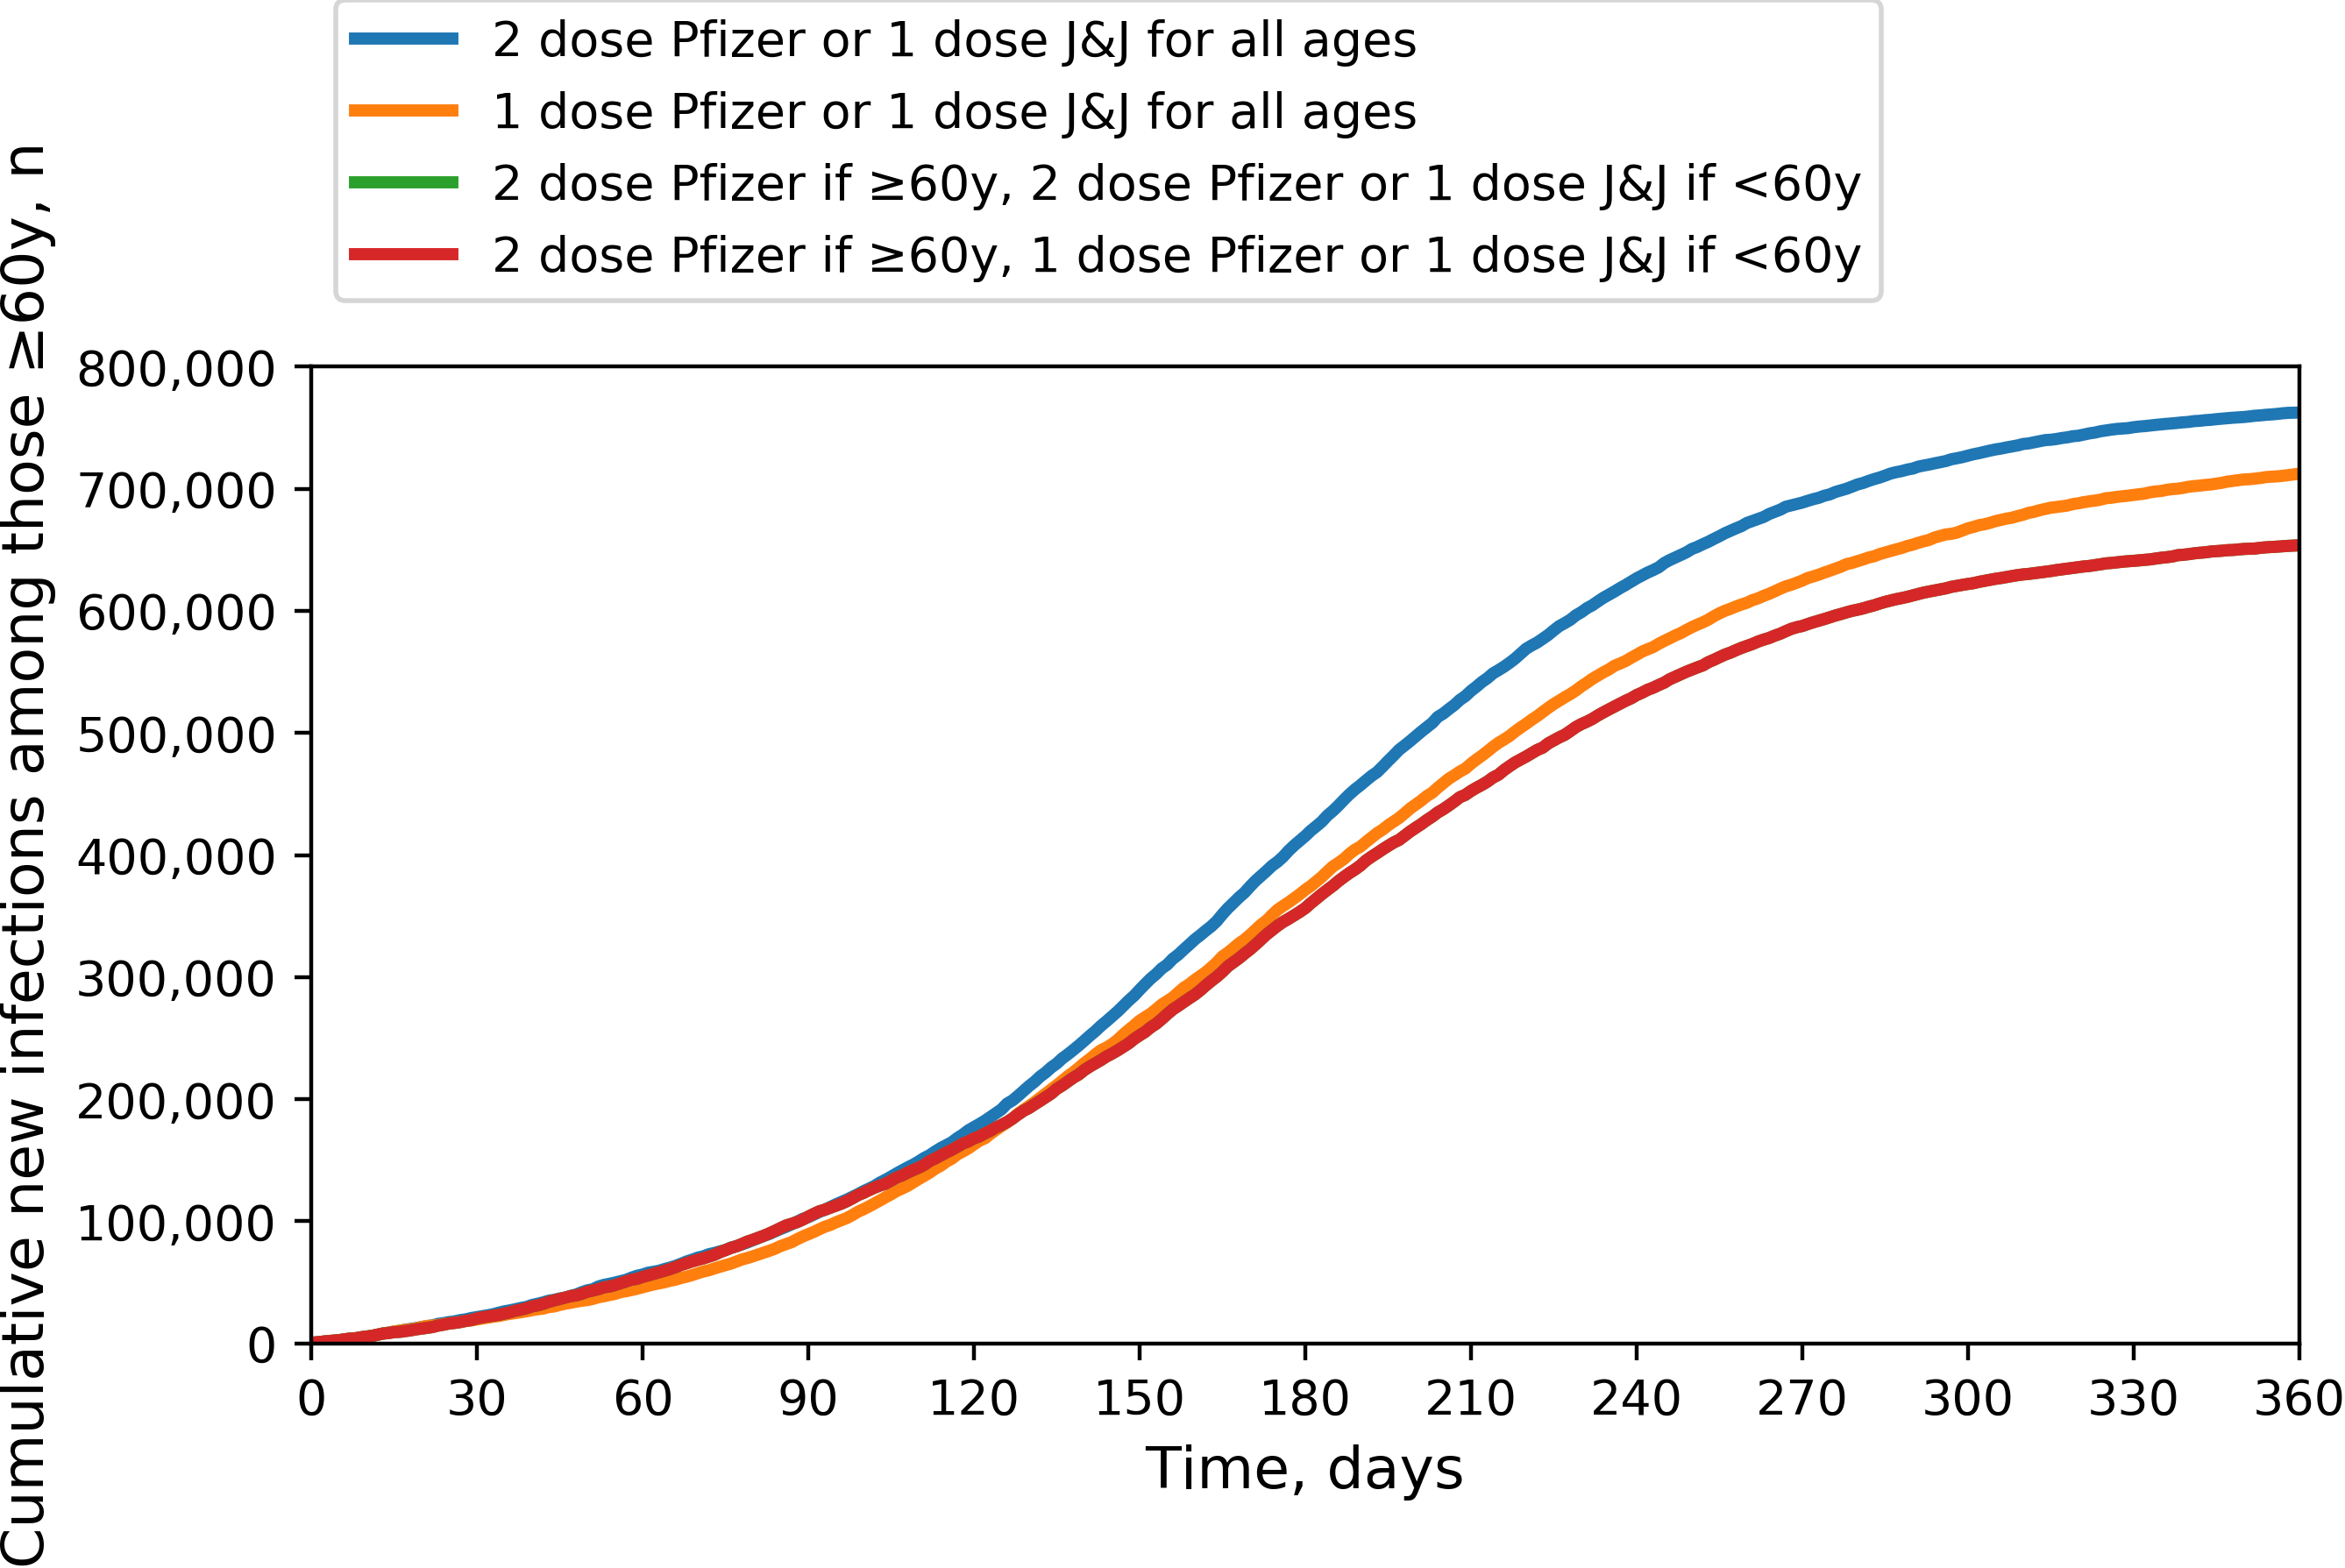 2 dose Pfizer or 1 dose J&J for all ages
1 dose Pfizer or 1 dose J&J for all ages
2 dose Pfizer if ≥60y, 2 dose Pfizer or 1 dose J&J if <60y
2 dose Pfizer if ≥60y, 1 dose Pfizer or 1 dose J&J if <60y
Cumulative new infections among those ≥60y, n
800,000
700,000
600,000
500,000
400,000
300,000
200,000
100,000
0
0 30 60 90 120 150 180 210 240 270 300 330 360
Time, days